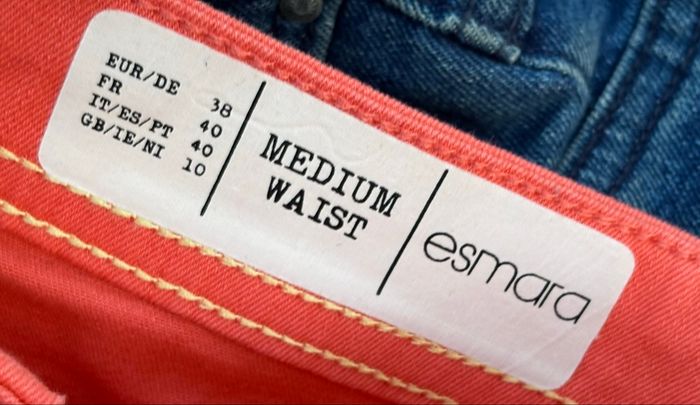 EUR/DE 38
FR 40
IT/ES/PT 40
GB/IE/NI 10
MEDIUM
WAIST
esmara